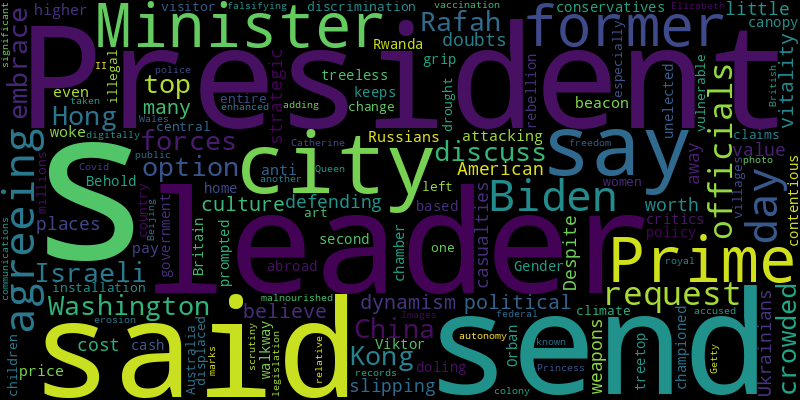 significant
higher
embrace
even
Minister
visitor
falsifying
discrimination
former
Rafah
conservatives
vaccination
Elizabeth
little
doubts
canopy
President
II
illegal
top
police
many
taken
Hong
woke
digitally
Wales
entire
enhanced
central
strategic
treeless
keeps
change
Rwanda
grip
drought
adding
rebellion
especially
beacon
unelected
vulnerable
British
vitality
claims
value
photo
contentious
agreeing
forces
city
Russians
attacking
discuss
American
say
officials
away
villages
day
S
Covid
public
Behold
millions
places
country
Beijing
option
Catherine
another
anti
Queen
home
culture
defending
art
left
based
Biden
freedom
women
worth
critics
policy
communications
Israeli
pay
government
Britain
prompted
leader
second
abroad
chamber
one
casualties
Gender
Despite
Prime
royal
request
installation
Washington
malnourished
believe
dynamism
political
climate
federal
Ukrainians
crowded
children
erosion
cost
cash
price
said
Australia
displaced
marks
scrutiny
walkway
legislation
relative
China
Images
Kong
Viktor
records
slipping
doling
colony
send
autonomy
known
Orban
Princess
weapons
treetop
championed
accused
Getty